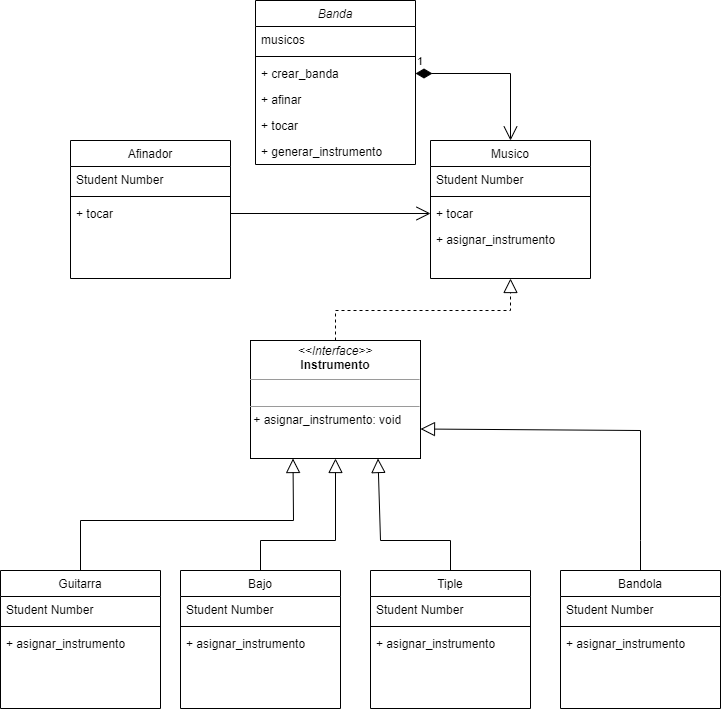 Banda
musicos
+ crear_banda
+ afinar
+ tocar
+ generar_instrumento
1
Afinador
Student Number
+ tocar
Musico
Student Number
+ tocar
+ asignar_instrumento
<<Interface>>
Instrumento
+ asignar_instrumento: void
Guitarra
Student Number
+ asignar_instrumento
Bajo
Student Number
+ asignar_instrumento
Tiple
Student Number
+ asignar_instrumento
Bandola
Student Number
+ asignar_instrumento